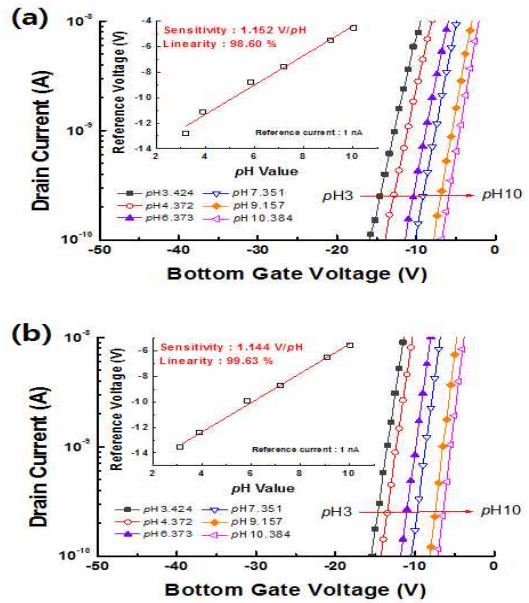 (a)
Sensitivity : 1.152 V/pH
Linearity : 98.60 %
Reference current : 1 nA
Reference Voltage (V)
-4
-6
-8
-10
-12
-14
2 4 6 8 10
pH Value
Drain Current (A)
10⁻⁸
10⁻⁹
10⁻¹⁰
pH3.424 pH7.351
pH4.372 pH9.157
pH6.373 pH10.384
pH3 pH10
-50 -40 -30 -20 -10 0
Bottom Gate Voltage (V)
(b)
Sensitivity : 1.144 V/pH
Linearity : 99.63 %
Reference current : 1 nA
Reference Voltage (V)
-6
-8
-10
-12
-14
2 4 6 8 10
pH Value
Drain Current (A)
10⁻⁸
10⁻⁹
10⁻¹⁰
pH3.424 pH7.351
pH4.372 pH9.157
pH6.373 pH10.384
pH3 pH10
-50 -40 -30 -20 -10 0
Bottom Gate Voltage (V)